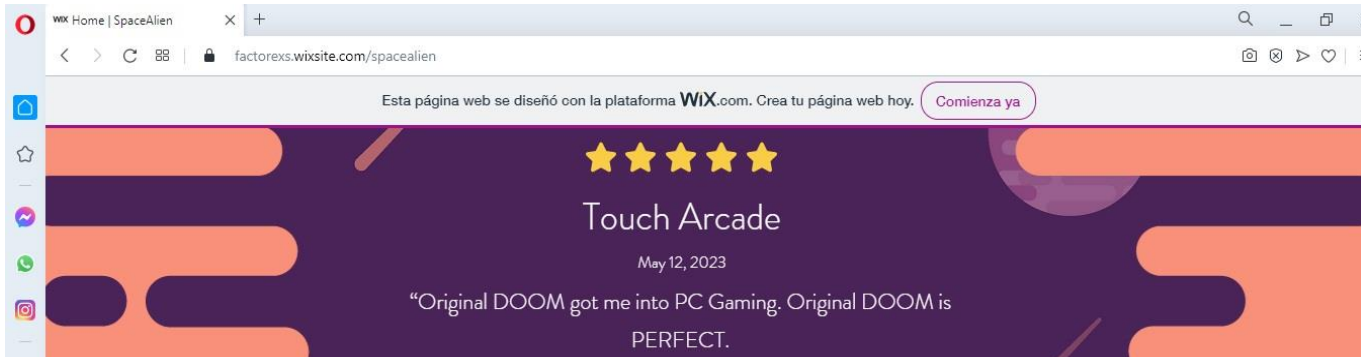 WIX Home | SpaceAlien
factorexs.wixsite.com/spacealien
Esta página web se diseñó con la plataforma WiX.com. Crea tu página web hoy. Comienza ya
Touch Arcade
May 12, 2023
“Original DOOM got me into PC Gaming. Original DOOM is
PERFECT.